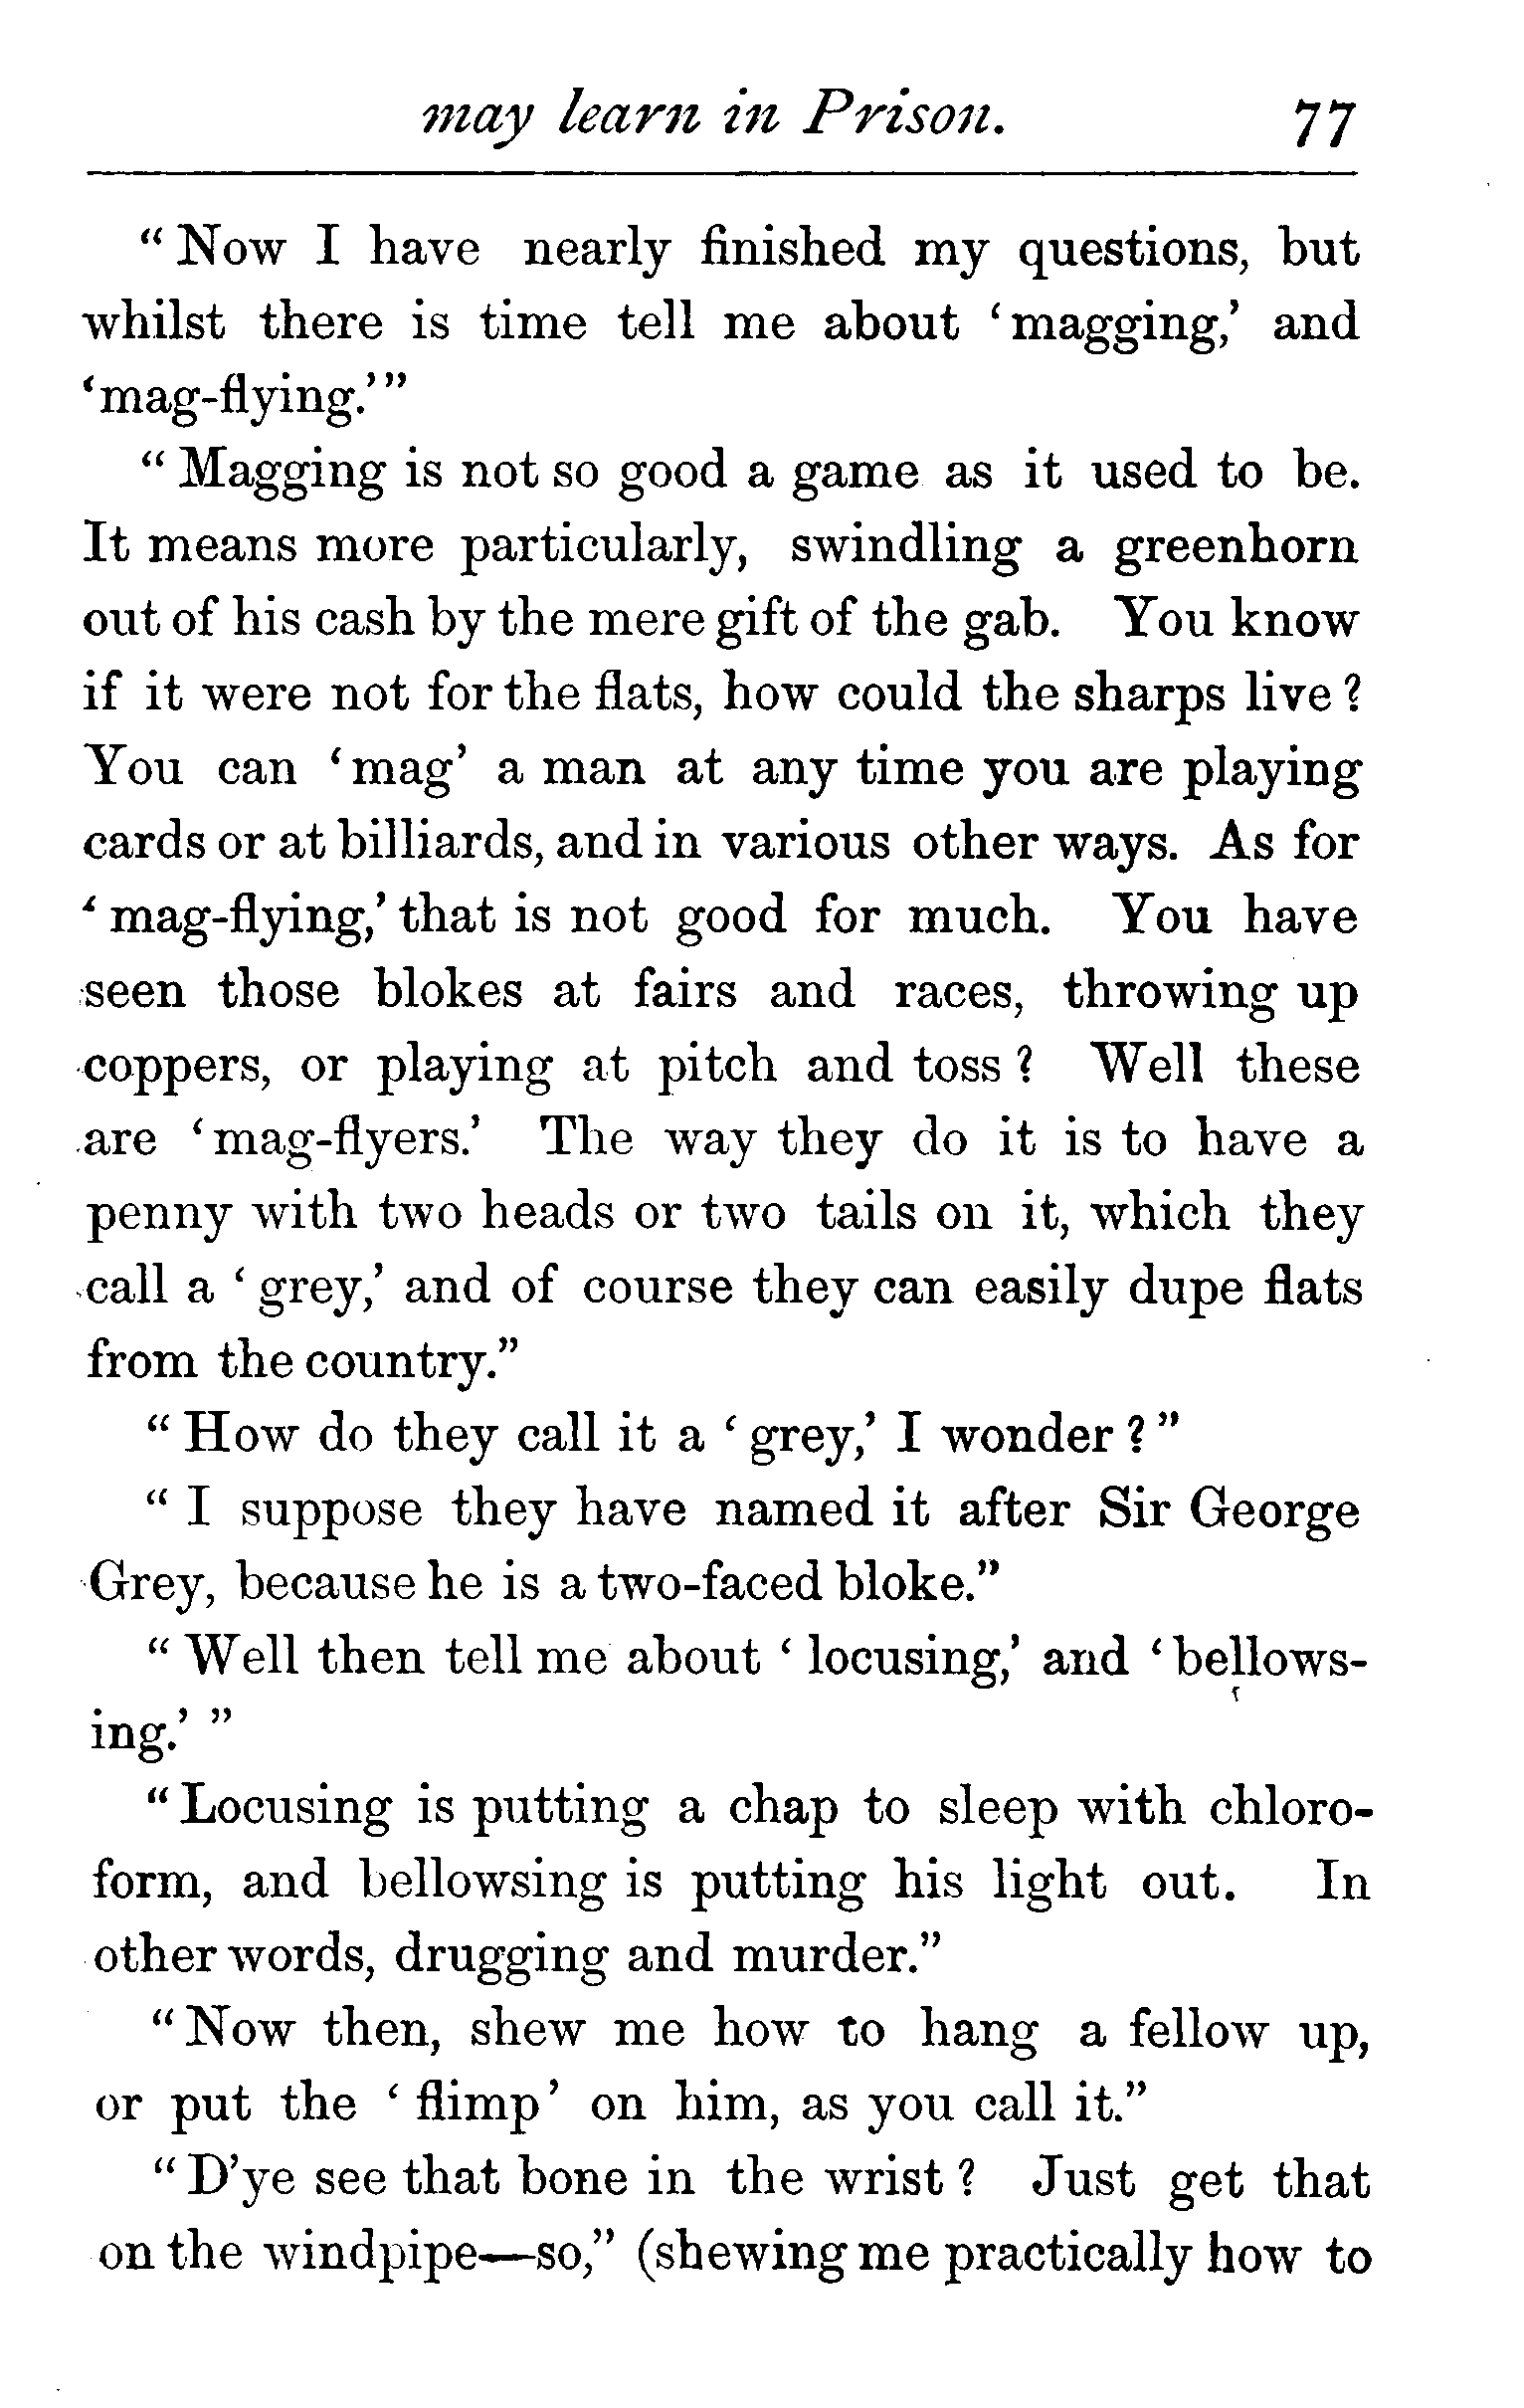 may learn in Prison. 77
“Now I have nearly finished my questions, but
whilst there is time tell me about ‘magging,’ and
‘mag-flying.’”
“Magging is not so good a game as it used to be.
It means more particularly, swindling a greenhorn
out of his cash by the mere gift of the gab. You know
if it were not for the flats, how could the sharps live?
You can ‘mag’ a man at any time you are playing
cards or at billiards, and in various other ways. As for
‘mag-flying,’ that is not good for much. You have
seen those blokes at fairs and races, throwing up
coppers, or playing at pitch and toss? Well these
are ‘mag-flyers.’ The way they do it is to have a
penny with two heads or two tails on it, which they
call a ‘grey,’ and of course they can easily dupe flats
from the country.”
“How do they call it a ‘grey,’ I wonder?”
“I suppose they have named it after Sir George
Grey, because he is a two-faced bloke.”
“Well then tell me about ‘locusing,’ and ‘bellows-
ing.’”
“Locusing is putting a chap to sleep with chloro-
form, and bellowsing is putting his light out. In
other words, drugging and murder.”
“Now then, shew me how to hang a fellow up,
or put the ‘flimp’ on him, as you call it.”
“D’ye see that bone in the wrist? Just get that
on the windpipe—so,” (shewing me practically how to